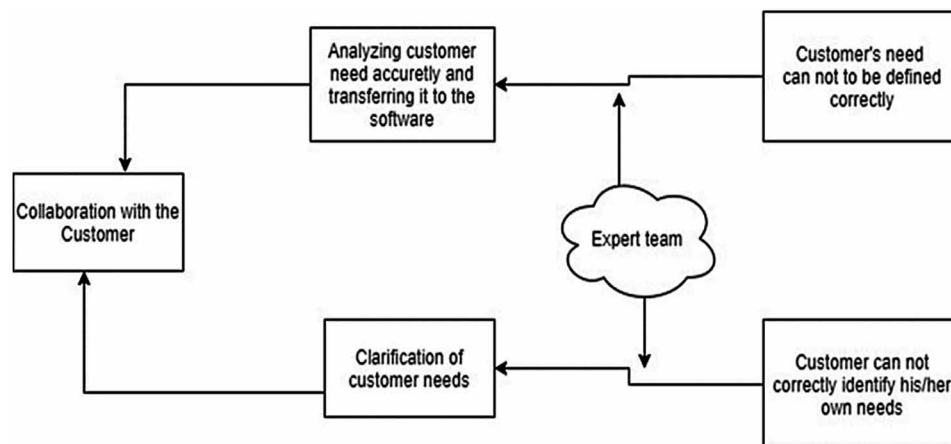 Analyzing customer
need accuretly and
transferring it to the
software
Customer's need
can not to be defined
correctly
Collaboration with the
Customer
Expert team
Clarification of
customer needs
Customer can not
correctly identify his/her
own needs